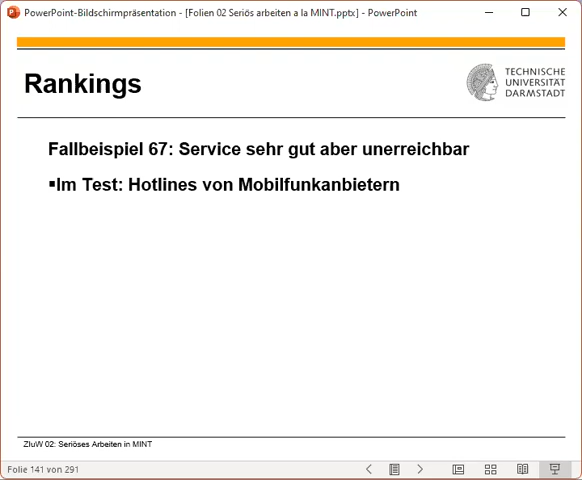 PowerPoint-Bildschirmpräsentation - [Folien 02 Seriös arbeiten a la MINT.pptx] - PowerPoint
Rankings
TECHNISCHE
UNIVERSITÄT
DARMSTADT
Fallbeispiel 67: Service sehr gut aber unerreichbar
▪Im Test: Hotlines von Mobilfunkanbietern
ZIuW 02: Seriöses Arbeiten in MINT
Folie 141 von 291